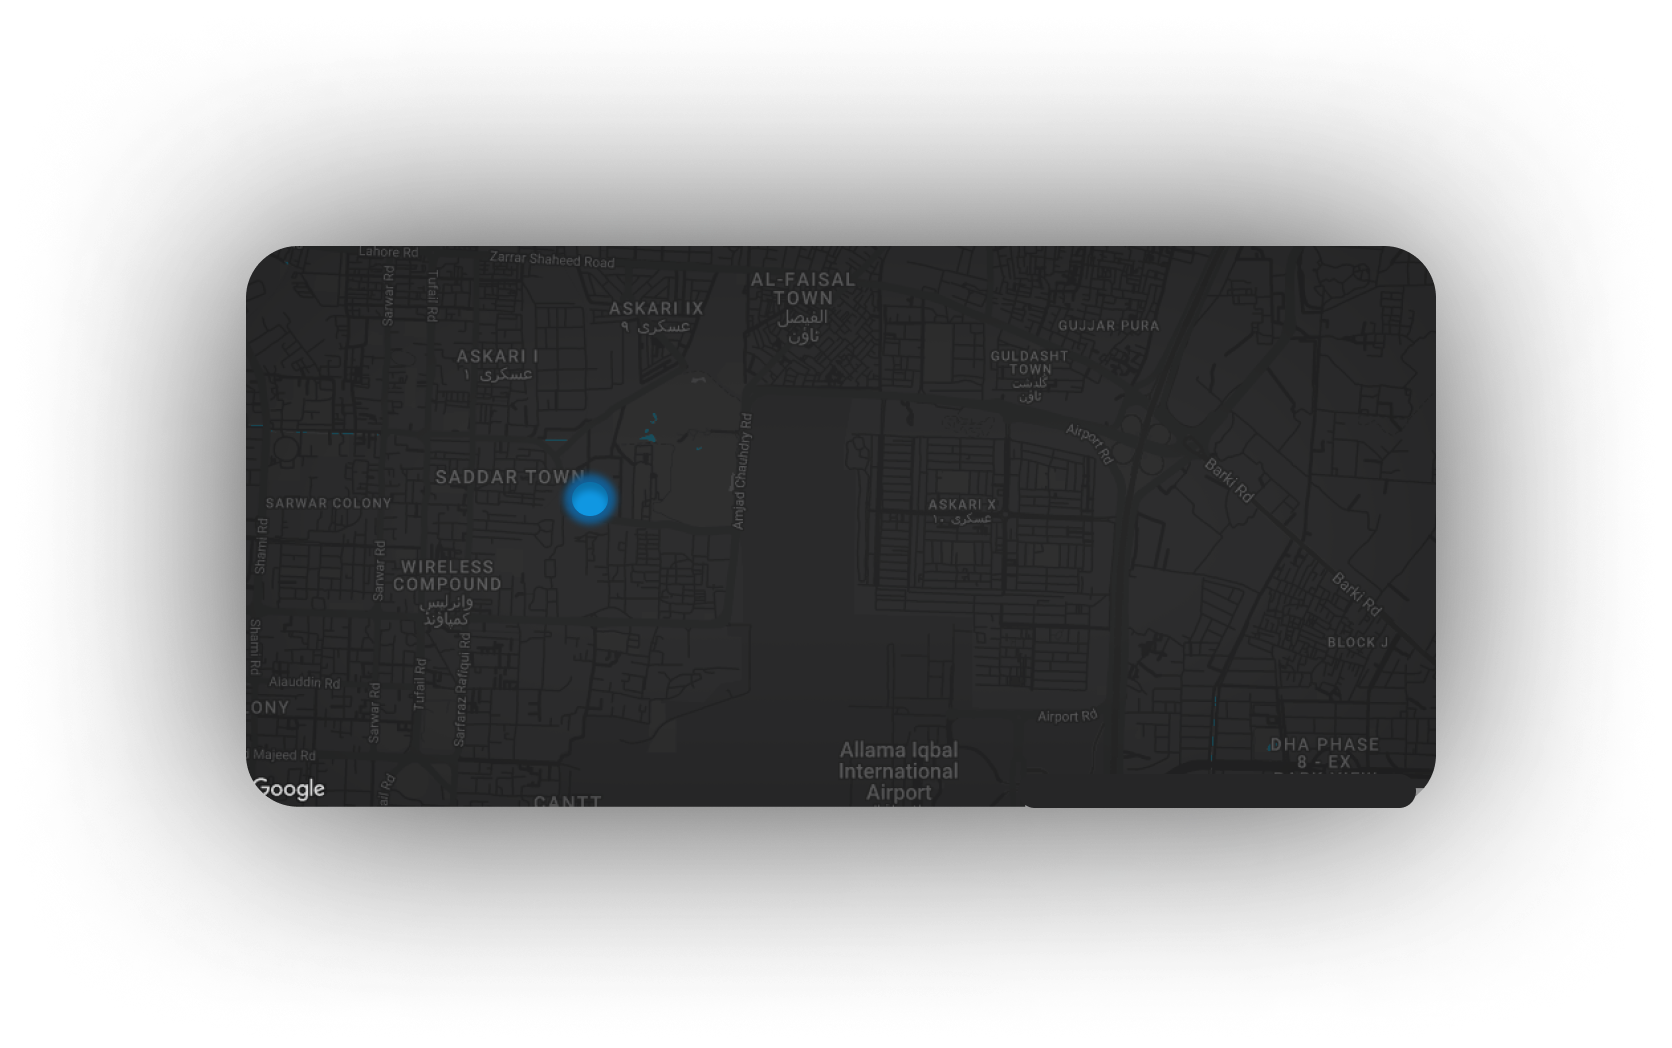 Lahore Rd
Zarrar Shaheed Road
Sarwar Rd
Tufail Rd
AL-FAISAL
TOWN
الفیصل
ٹاؤن
ASKARI IX
عسکری ۹
GUJJAR PURA
ASKARI I
عسکری ۱
GULDASHT
TOWN
گلدشت
ٹاؤن
Airport Rd
Amjad Chauhdry Rd
Barki Rd
SADDAR TOWN
SARWAR COLONY
ASKARI X
عسکری ۱۰
Shami Rd
Sarwar Rd
WIRELESS
COMPOUND
وائرلیس
کمپاؤنڈ
Barki Rd
BLOCK J
Shami Rd
Sarfaraz Rafiqui Rd
Alauddin Rd
Tufail Rd
Sarwar Rd
LONY
Airport Rd
DHA PHASE
8 - EX
Allama Iqbal
International
Airport
d Majeed Rd
Google
ail Rd
CANTT